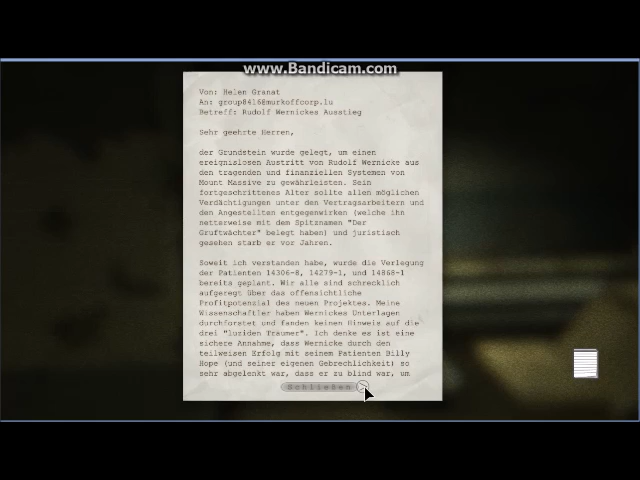 www.Bandicam.com
Von: Helen Granat
An: group8416@murkoffcorp.lu
Betreff: Rudolf Wernickes Ausstieg
Sehr geehrte Herren,
der Grundstein wurde gelegt, um einen
ereignislosen Austritt von Rudolf Wernicke aus
den tragenden und finanziellen Systemen von
Mount Massive zu gewährleisten. Sein
fortgeschrittenes Alter sollte allen möglichen
Verdächtigungen unter den Vertragsarbeitern und
den Angestellten entgegenwirken (welche ihn
netterweise mit dem Spitznamen "Der
Gruftwächter" belegt haben) und juristisch
gesehen starb er vor Jahren.
Soweit ich verstanden habe, wurde die Verlegung
der Patienten 14306-8, 14279-1, und 14868-1
bereits geplant. Wir alle sind schrecklich
aufgeregt über das offensichtliche
Profitpotenzial des neuen Projektes. Meine
Wissenschaftler haben Wernickes Unterlagen
durchforstet und fanden keinen Hinweis auf die
drei "luziden Träumer". Ich denke es ist eine
sichere Annahme, dass Wernicke durch den
teilweisen Erfolg mit seinem Patienten Billy
Hope (und seiner eigenen Gebrechlichkeit) so
sehr abgelenkt war, dass er zu blind war, um
Schließen